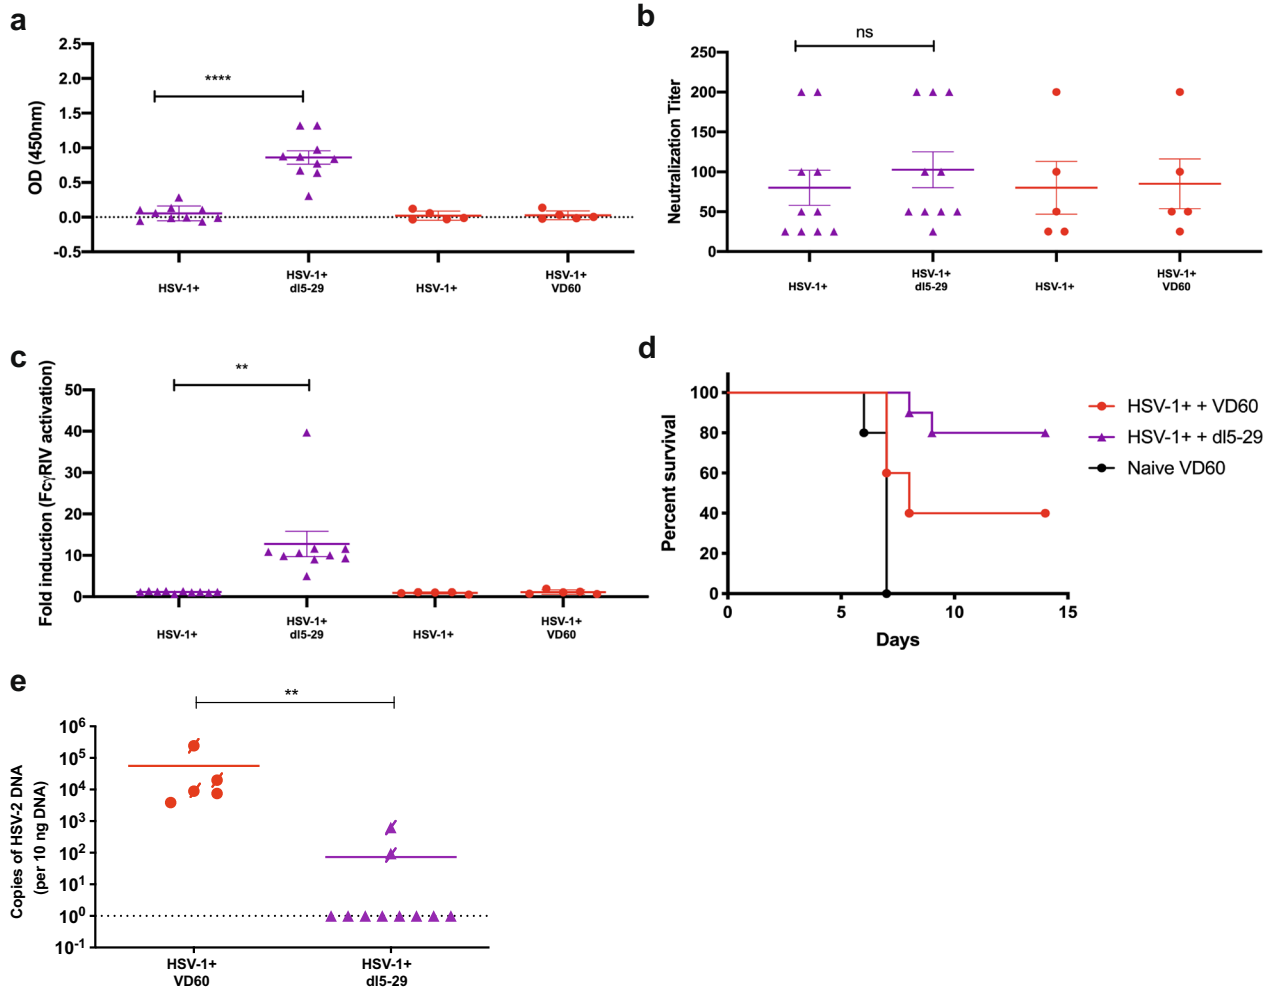 a
OD (450nm)
2.5
2.0
1.5
1.0
0.5
0.0
-0.5
****
HSV-1+
HSV-1+
dl5-29
HSV-1+
HSV-1+
VD60
b
Neutralization Titer
250
200
150
100
50
0
ns
HSV-1+
HSV-1+
dl5-29
HSV-1+
HSV-1+
VD60
c
Fold induction (FcγRIV activation)
50
40
30
20
10
0
**
HSV-1+
HSV-1+
dl5-29
HSV-1+
HSV-1+
VD60
d
Percent survival
100
80
60
40
20
0
0 5 10 15
Days
HSV-1+ + VD60
HSV-1+ + dl5-29
Naive VD60
e
Copies of HSV-2 DNA
(per 10 ng DNA)
10⁶
10⁵
10⁴
10³
10²
10¹
10⁰
10⁻¹
**
HSV-1+
VD60
HSV-1+
dl5-29